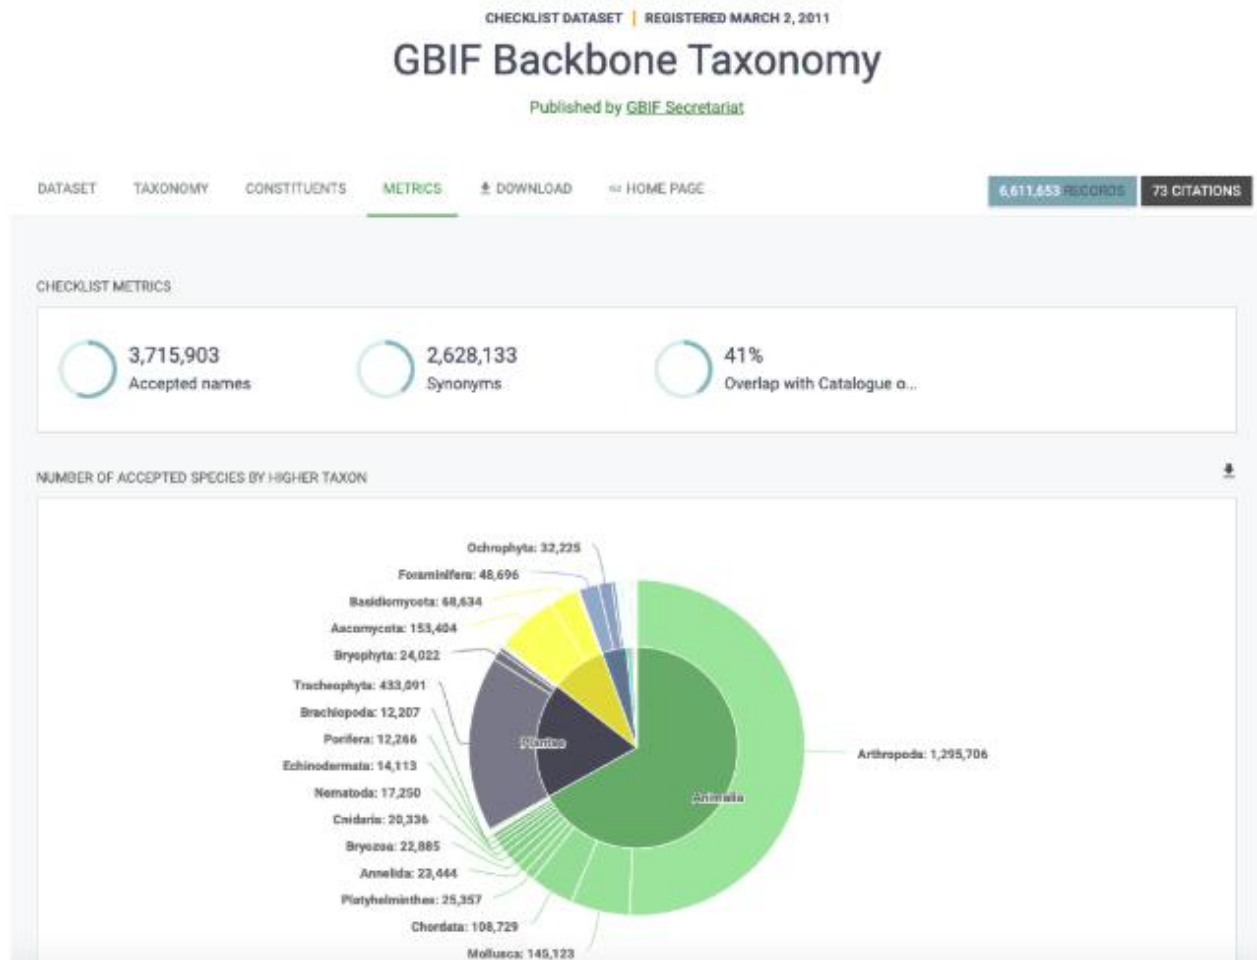 CHECKLIST DATASET | REGISTERED MARCH 2, 2011
GBIF Backbone Taxonomy
Published by GBIF Secretariat
DATASET TAXONOMY CONSTITUENTS METRICS DOWNLOAD HOME PAGE
6,611,653 RECORDS 73 CITATIONS
CHECKLIST METRICS
3,715,903 2,628,133 41%
Accepted names Synonyms Overlap with Catalogue o...
NUMBER OF ACCEPTED SPECIES BY HIGHER TAXON
Ochrophyta: 32,225
Foraminifera: 48,696
Basidiomycota: 68,634
Ascomycota: 153,404
Bryophyta: 24,022
Tracheophyta: 433,091
Brachiopoda: 12,207
Porifera: 12,266
Plantae
Arthropoda: 1,295,706
Echinodermata: 14,113
Nematoda: 17,250
Animalia
Cnidaria: 20,336
Bryozoa: 22,885
Annelida: 23,444
Platyhelminthes: 25,357
Chordata: 108,729
Mollusca: 145,123